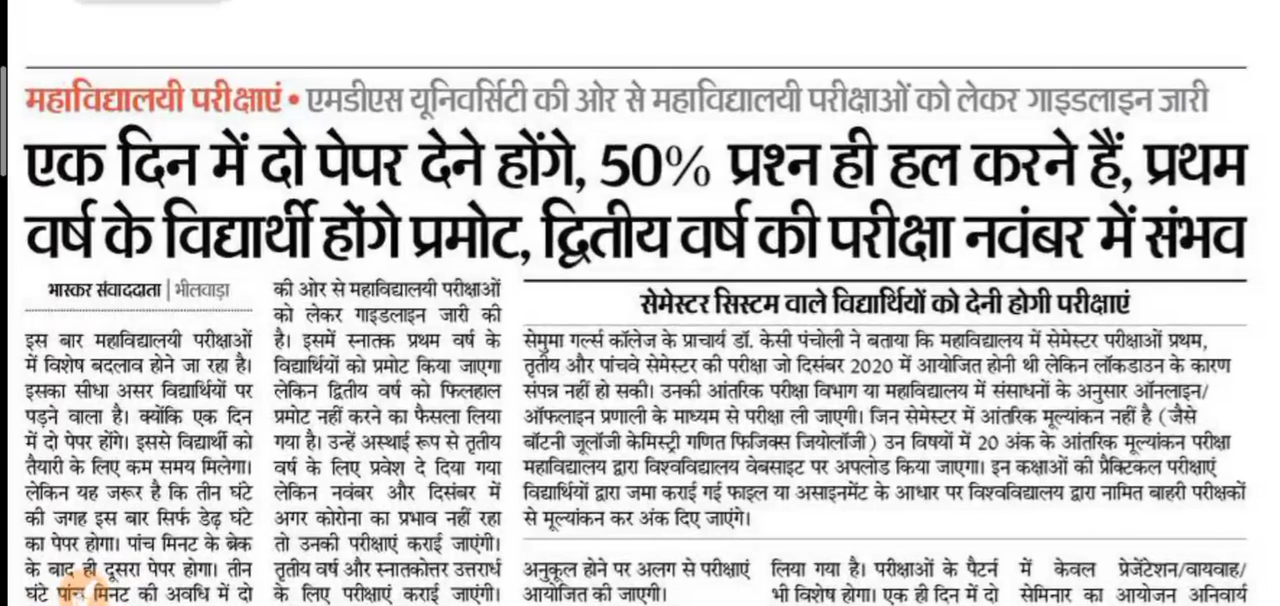 महाविद्यालयी परीक्षाएं • एमडीएस यूनिवर्सिटी की ओर से महाविद्यालयी परीक्षाओं को लेकर गाइडलाइन जारी
एक दिन में दो पेपर देने होंगे, 50% प्रश्न ही हल करने हैं, प्रथम
वर्ष के विद्यार्थी होंगे प्रमोट, द्वितीय वर्ष की परीक्षा नवंबर में संभव
भास्कर संवाददाता | भीलवाड़ा
इस बार महाविद्यालयी परीक्षाओं
में विशेष बदलाव होने जा रहा है।
इसका सीधा असर विद्यार्थियों पर
पड़ने वाला है। क्योंकि एक दिन
में दो पेपर होंगे। इससे विद्यार्थी को
तैयारी के लिए कम समय मिलेगा।
लेकिन यह जरूर है कि तीन घंटे
की जगह इस बार सिर्फ डेढ़ घंटे
का पेपर होगा। पांच मिनट के ब्रेक
के बाद ही दूसरा पेपर होगा। तीन
घंटे पांच मिनट की अवधि में दो
की ओर से महाविद्यालयी परीक्षाओं
को लेकर गाइडलाइन जारी की
है। इसमें स्नातक प्रथम वर्ष के
विद्यार्थियों को प्रमोट किया जाएगा
लेकिन द्वितीय वर्ष को फिलहाल
प्रमोट नहीं करने का फैसला लिया
गया है। उन्हें अस्थाई रूप से तृतीय
वर्ष के लिए प्रवेश दे दिया गया
लेकिन नवंबर और दिसंबर में
अगर कोरोना का प्रभाव नहीं रहा
तो उनकी परीक्षाएं कराई जाएंगी।
तृतीय वर्ष और स्नातकोत्तर उत्तरार्ध
के लिए परीक्षाएं कराई जाएंगी।
सेमेस्टर सिस्टम वाले विद्यार्थियों को देनी होगी परीक्षाएं
सेमुमा गर्ल्स कॉलेज के प्राचार्य डॉ. केसी पंचोली ने बताया कि महाविद्यालय में सेमेस्टर परीक्षाओं प्रथम,
तृतीय और पांचवे सेमेस्टर की परीक्षा जो दिसंबर 2020 में आयोजित होनी थी लेकिन लॉकडाउन के कारण
संपन्न नहीं हो सकी। उनकी आंतरिक परीक्षा विभाग या महाविद्यालय में संसाधनों के अनुसार ऑनलाइन/
ऑफलाइन प्रणाली के माध्यम से परीक्षा ली जाएगी। जिन सेमेस्टर में आंतरिक मूल्यांकन नहीं है (जैसे
बॉटनी जूलॉजी केमिस्ट्री गणित फिजिक्स जियोलॉजी) उन विषयों में 20 अंक के आंतरिक मूल्यांकन परीक्षा
महाविद्यालय द्वारा विश्वविद्यालय वेबसाइट पर अपलोड किया जाएगा। इन कक्षाओं की प्रैक्टिकल परीक्षाएं
विद्यार्थियों द्वारा जमा कराई गई फाइल या असाइनमेंट के आधार पर विश्वविद्यालय द्वारा नामित बाहरी परीक्षकों
से मूल्यांकन कर अंक दिए जाएंगे।
अनुकूल होने पर अलग से परीक्षाएं
आयोजित की जाएगी।
लिया गया है। परीक्षाओं के पैटर्न
भी विशेष होगा। एक ही दिन में दो
में केवल प्रेजेंटेशन/वायवाह/
सेमिनार का आयोजन अनिवार्य